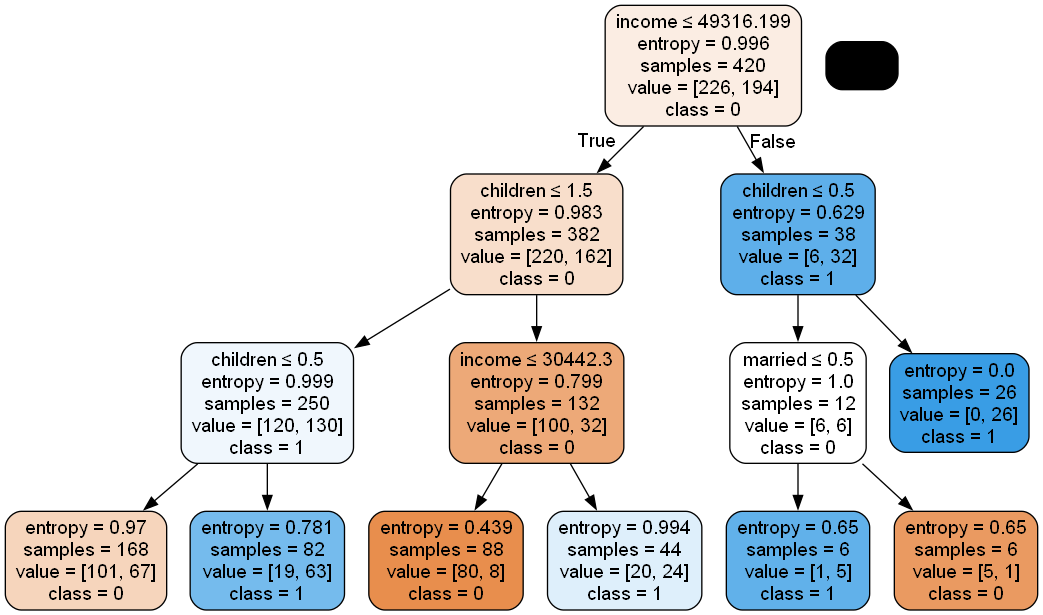 income ≤ 49316.199
entropy = 0.996
samples = 420
value = [226, 194]
class = 0
True
False
children ≤ 1.5
entropy = 0.983
samples = 382
value = [220, 162]
class = 0
children ≤ 0.5
entropy = 0.629
samples = 38
value = [6, 32]
class = 1
children ≤ 0.5
entropy = 0.999
samples = 250
value = [120, 130]
class = 1
income ≤ 30442.3
entropy = 0.799
samples = 132
value = [100, 32]
class = 0
married ≤ 0.5
entropy = 1.0
samples = 12
value = [6, 6]
class = 0
entropy = 0.0
samples = 26
value = [0, 26]
class = 1
entropy = 0.97
samples = 168
value = [101, 67]
class = 0
entropy = 0.781
samples = 82
value = [19, 63]
class = 1
entropy = 0.439
samples = 88
value = [80, 8]
class = 0
entropy = 0.994
samples = 44
value = [20, 24]
class = 1
entropy = 0.65
samples = 6
value = [1, 5]
class = 1
entropy = 0.65
samples = 6
value = [5, 1]
class = 0